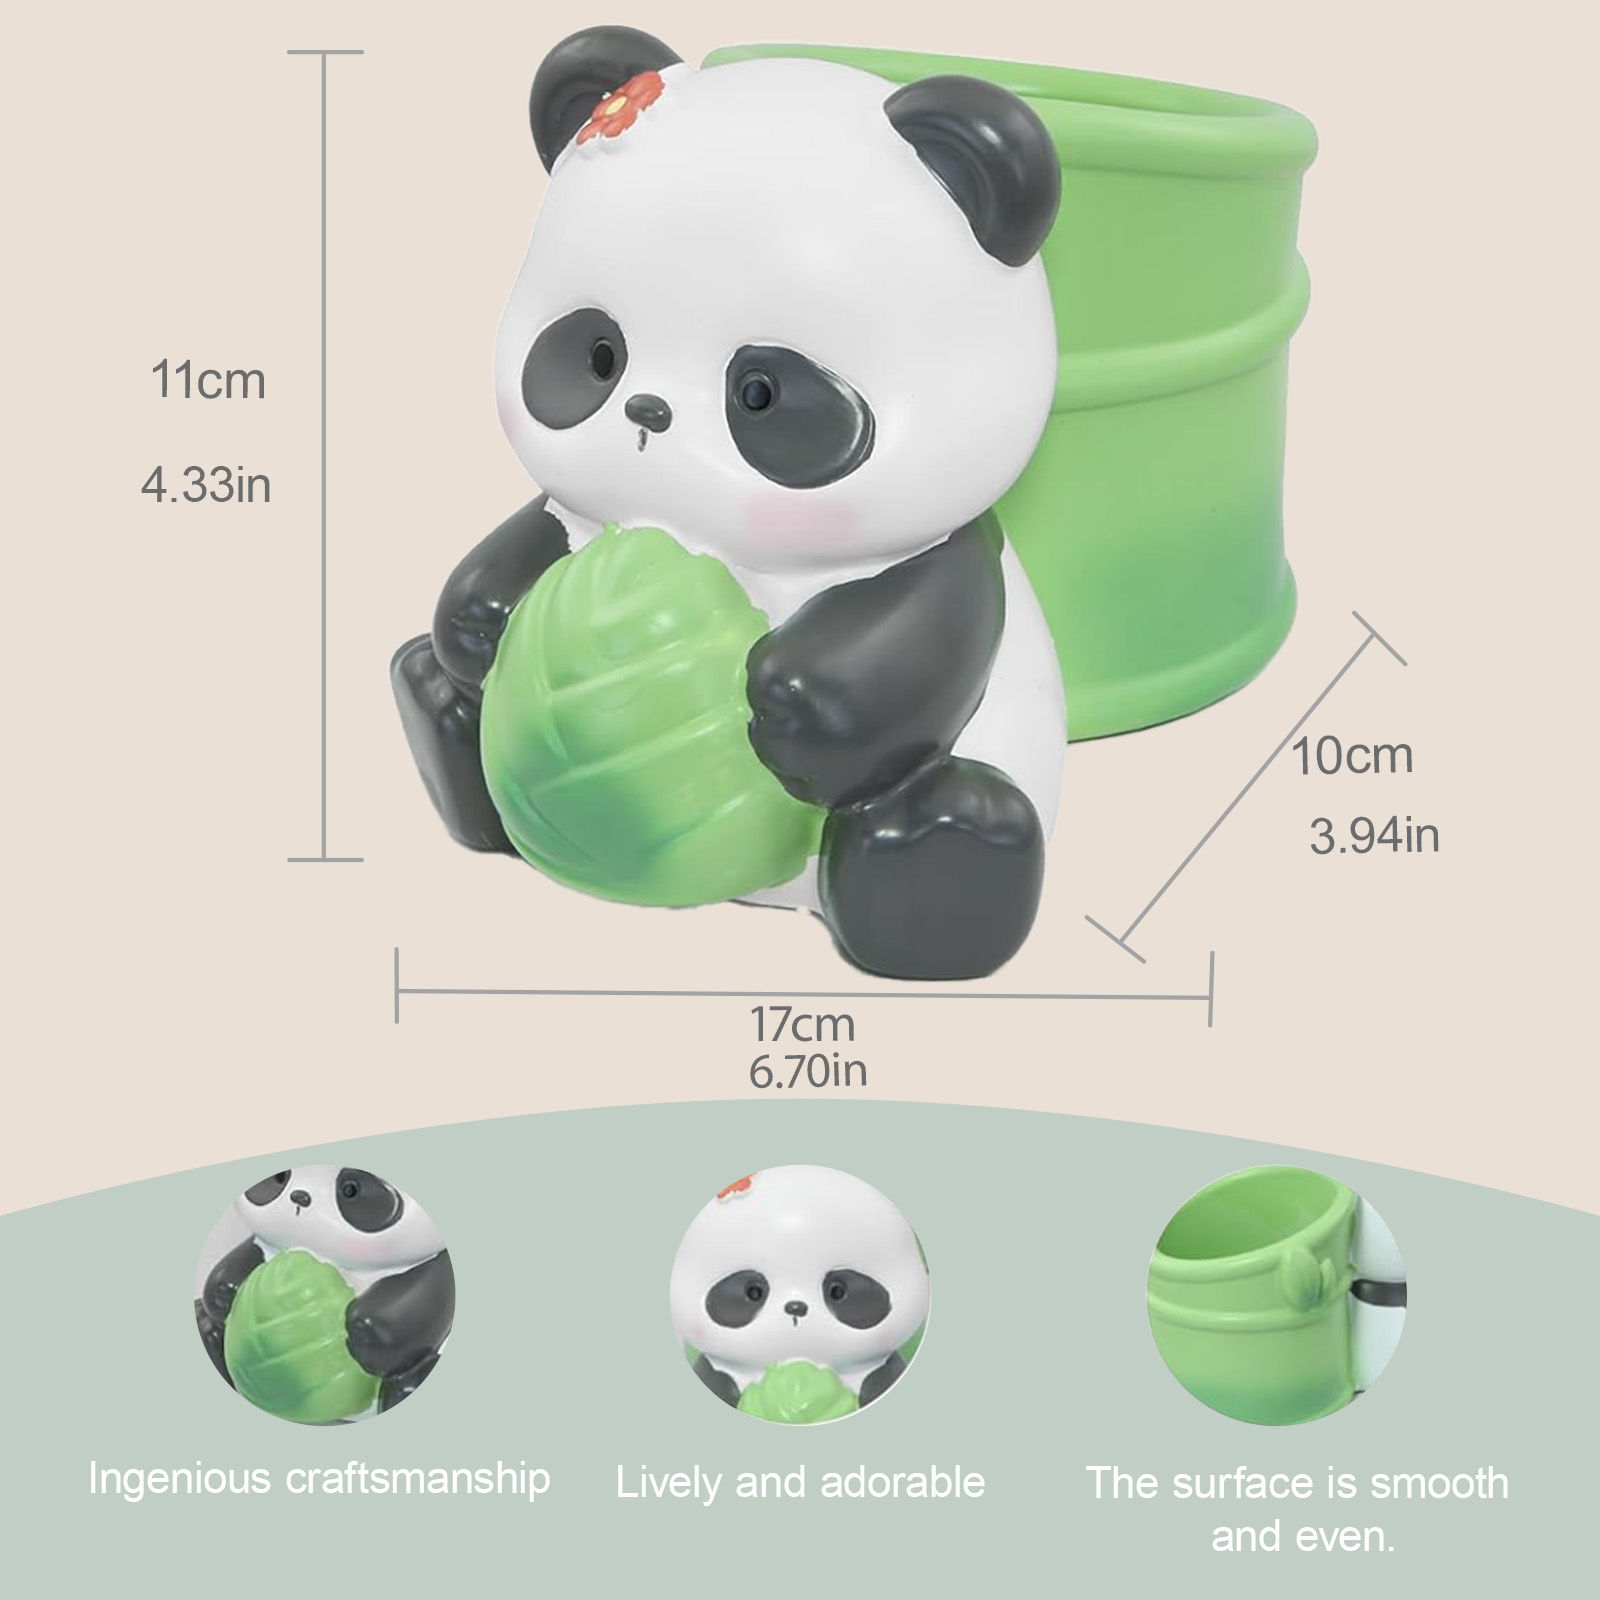 11cm
4.33in
10cm
3.94in
17cm
6.70in
Ingenious craftsmanship
Lively and adorable
The surface is smooth
and even.